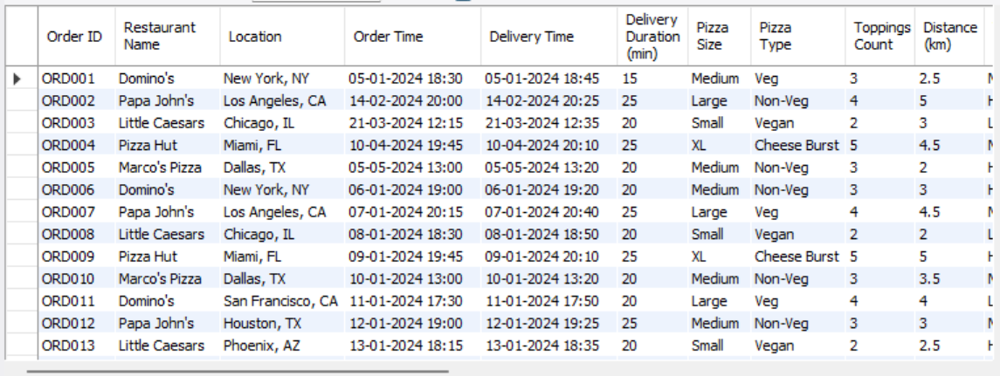 Order ID Restaurant Name Location Order Time Delivery Time Delivery Duration (min) Pizza Size Pizza Type Toppings Count Distance (km)
ORD001 Domino's New York, NY 05-01-2024 18:30 05-01-2024 18:45 15 Medium Veg 3 2.5
ORD002 Papa John's Los Angeles, CA 14-02-2024 20:00 14-02-2024 20:25 25 Large Non-Veg 4 5
ORD003 Little Caesars Chicago, IL 21-03-2024 12:15 21-03-2024 12:35 20 Small Vegan 2 3
ORD004 Pizza Hut Miami, FL 10-04-2024 19:45 10-04-2024 20:10 25 XL Cheese Burst 5 4.5
ORD005 Marco's Pizza Dallas, TX 05-05-2024 13:00 05-05-2024 13:20 20 Medium Non-Veg 3 2
ORD006 Domino's New York, NY 06-01-2024 19:00 06-01-2024 19:20 20 Medium Non-Veg 3 3
ORD007 Papa John's Los Angeles, CA 07-01-2024 20:15 07-01-2024 20:40 25 Large Veg 4 4.5
ORD008 Little Caesars Chicago, IL 08-01-2024 18:30 08-01-2024 18:50 20 Small Vegan 2 2
ORD009 Pizza Hut Miami, FL 09-01-2024 19:45 09-01-2024 20:10 25 XL Cheese Burst 5 5
ORD010 Marco's Pizza Dallas, TX 10-01-2024 13:00 10-01-2024 13:20 20 Medium Non-Veg 3 3.5
ORD011 Domino's San Francisco, CA 11-01-2024 17:30 11-01-2024 17:50 20 Large Veg 4 4
ORD012 Papa John's Houston, TX 12-01-2024 19:00 12-01-2024 19:25 25 Medium Non-Veg 3 3
ORD013 Little Caesars Phoenix, AZ 13-01-2024 18:15 13-01-2024 18:35 20 Small Vegan 2 2.5